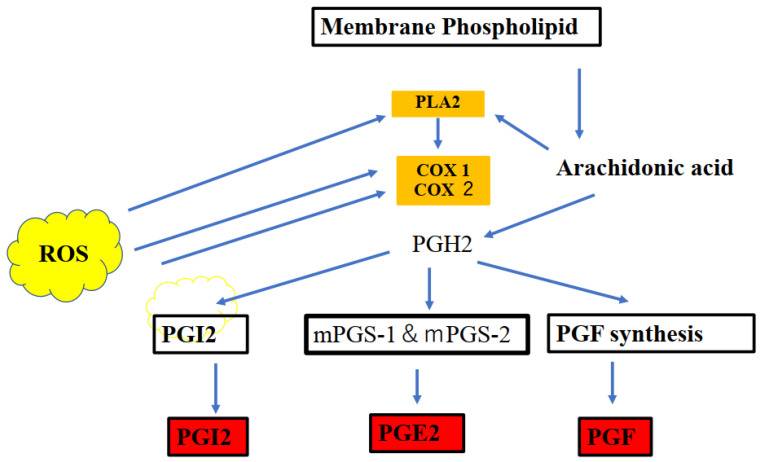 Membrane Phospholipid
PLA2
COX 1
COX 2
Arachidonic acid
ROS
PGH2
PGI2
mPGS-1 & mPGS-2
PGF synthesis
PGI2
PGE2
PGF